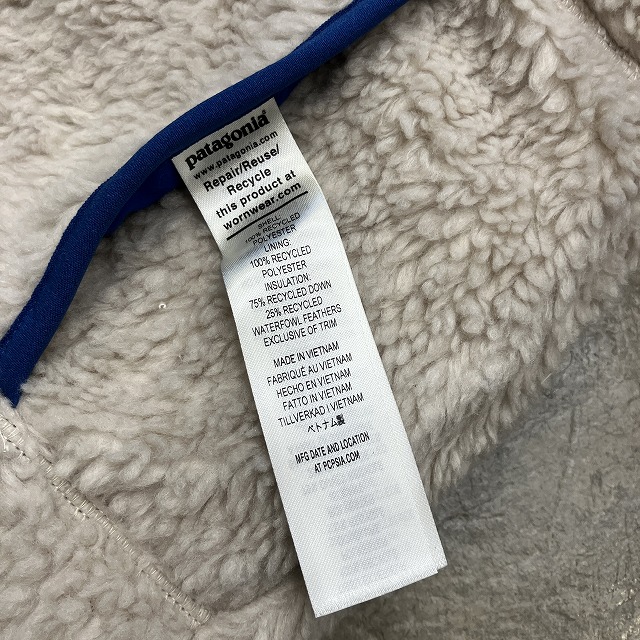 patagonia®
www.patagonia.com
Repair/Reuse/
Recycle
this product at
wornwear.com
SHELL:
100% RECYCLED
POLYESTER
LINING:
100% RECYCLED
POLYESTER
INSULATION:
75% RECYCLED DOWN
25% RECYCLED
WATERFOWL FEATHERS
EXCLUSIVE OF TRIM
MADE IN VIETNAM
FABRIQUÉ AU VIETNAM
HECHO EN VIETNAM
FATTO IN VIETNAM
TILLVERKAD I VIETNAM
ベトナム製
MFG DATE AND LOCATION
AT PCPSIA.COM